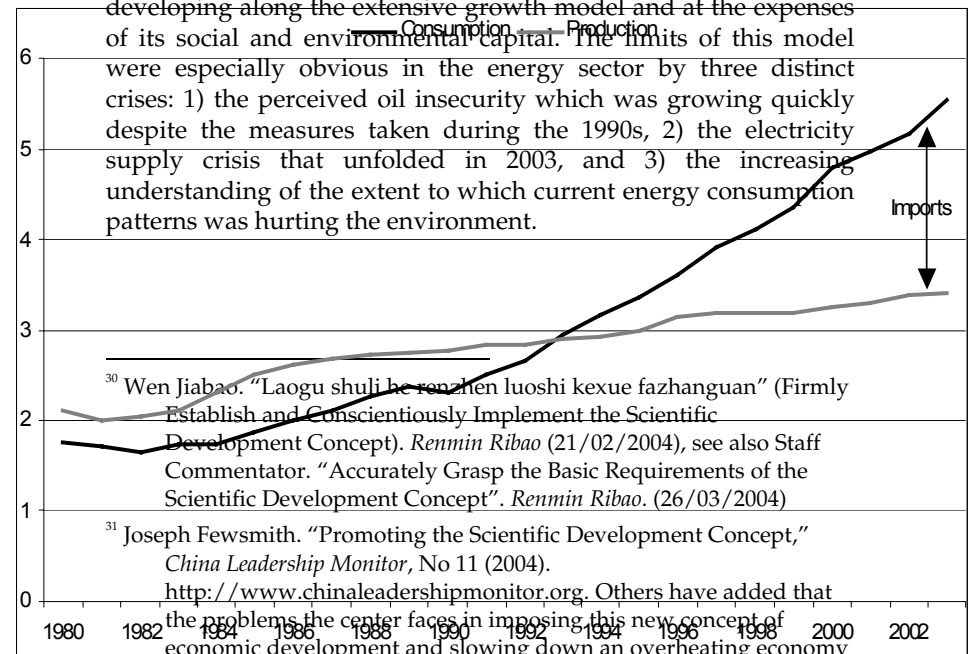 developing along the extensive growth model and at the expenses
Consumption Production
of its social and environmental capital. The limits of this model
6
were especially obvious in the energy sector by three distinct
crises: 1) the perceived oil insecurity which was growing quickly
despite the measures taken during the 1990s, 2) the electricity
5
supply crisis that unfolded in 2003, and 3) the increasing
understanding of the extent to which current energy consumption
patterns was hurting the environment.
Imports
4
3
30 Wen Jiabao. “Laogu shuli he renzhen luoshi kexue fazhanguan” (Firmly
Establish and Conscientiously Implement the Scientific
2
Development Concept). Renmin Ribao (21/02/2004), see also Staff
Commentator. “Accurately Grasp the Basic Requirements of the
Scientific Development Concept”. Renmin Ribao. (26/03/2004)
1
31 Joseph Fewsmith. “Promoting the Scientific Development Concept,”
China Leadership Monitor, No 11 (2004).
http://www.chinaleadershipmonitor.org. Others have added that
0
the problems the center faces in imposing this new concept of
1980 1982 1984 1986 1988 1990 1992 1994 1996 1998 2000 2002
economic development and slowing down an overheating economy